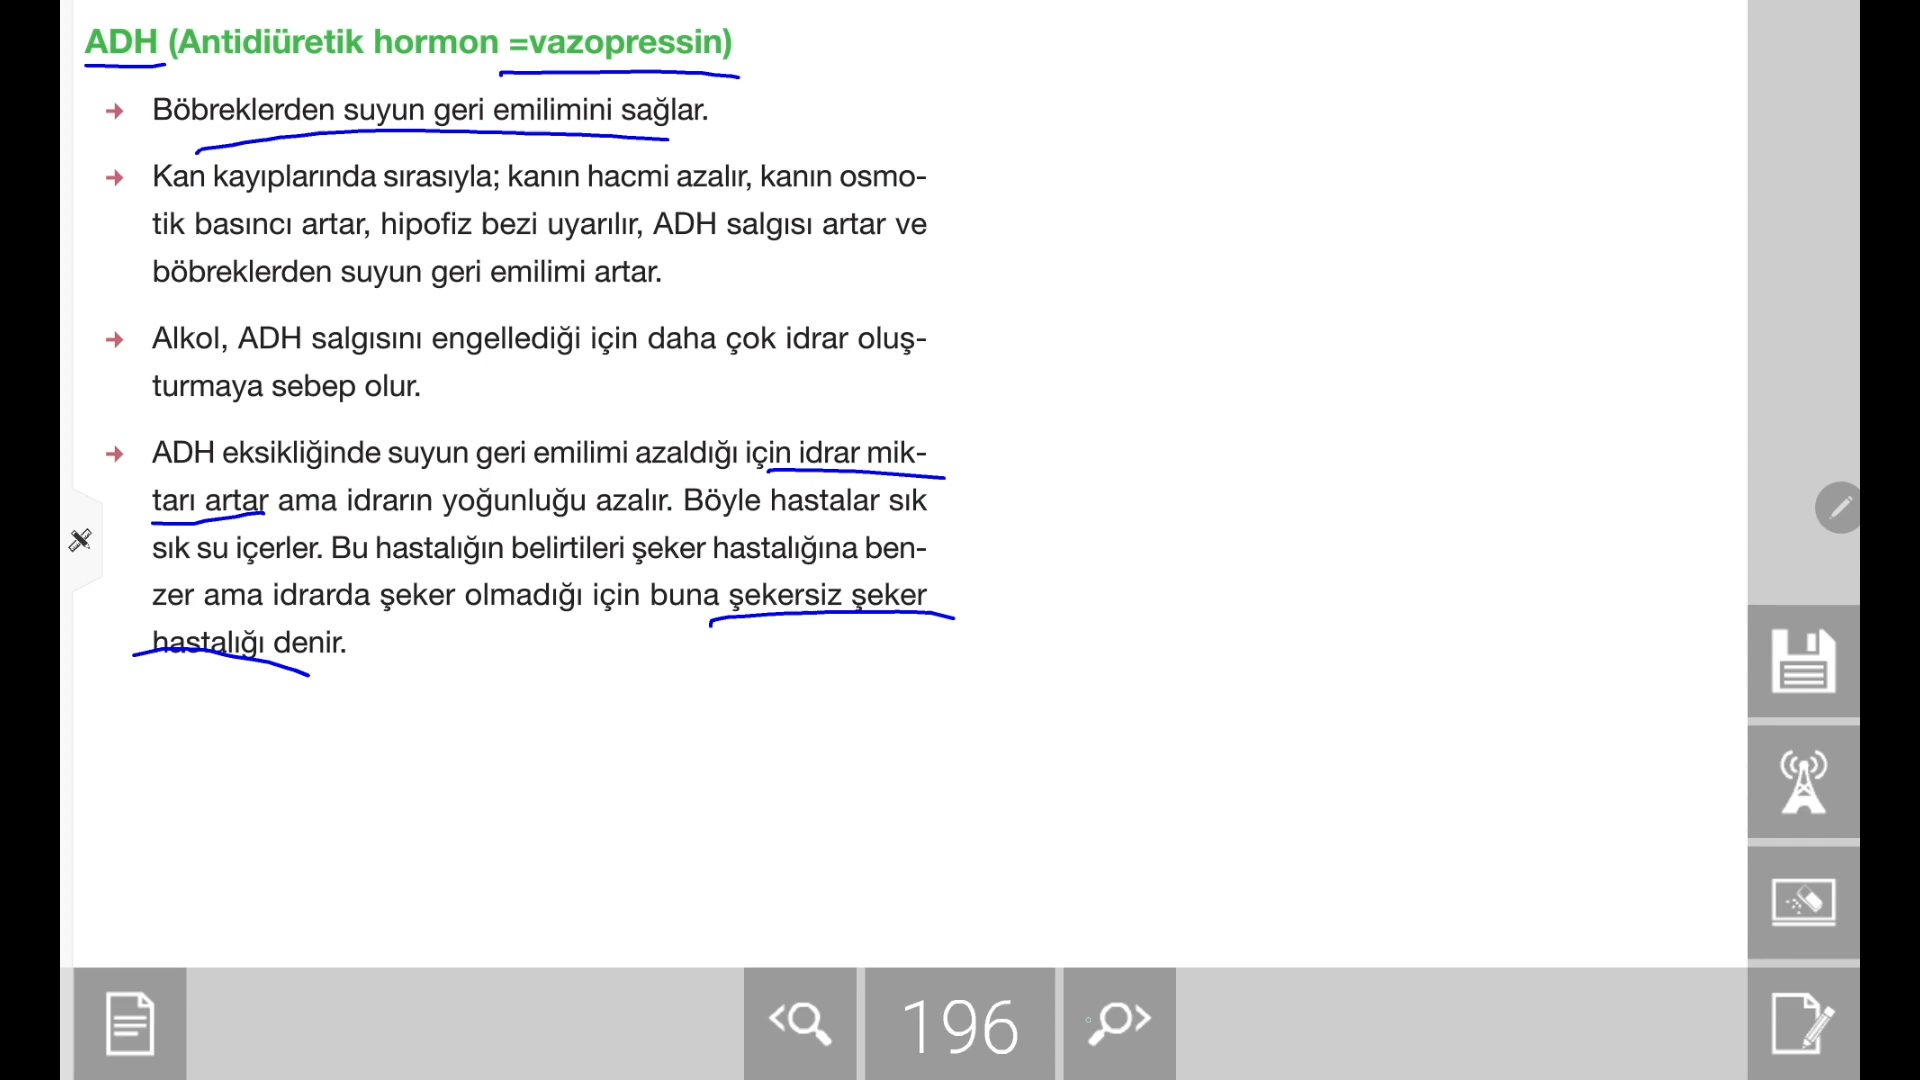 ADH (Antidiüretik hormon =vazopressin)
Böbreklerden suyun geri emilimini sağlar.
Kan kayıplarında sırasıyla; kanın hacmi azalır, kanın osmo-
tik basıncı artar, hipofiz bezi uyarılır, ADH salgısı artar ve
böbreklerden suyun geri emilimi artar.
Alkol, ADH salgısını engellediği için daha çok idrar oluş-
turmaya sebep olur.
ADH eksikliğinde suyun geri emilimi azaldığı için idrar mik-
tarı artar ama idrarın yoğunluğu azalır. Böyle hastalar sık
sık su içerler. Bu hastalığın belirtileri şeker hastalığına ben-
zer ama idrarda şeker olmadığı için buna şekersiz şeker
hastalığı denir.
196